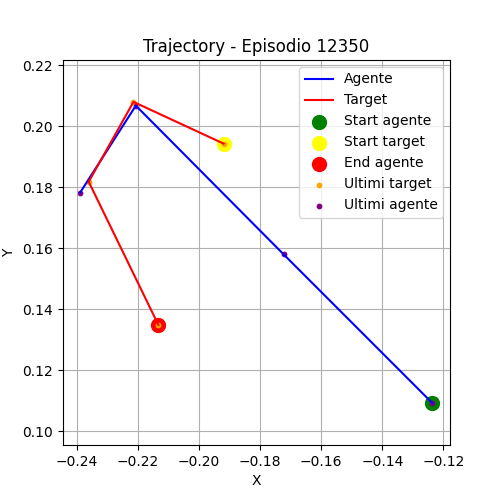 Trajectory - Episodio 12350
0.22
0.20
0.18
0.16
0.14
0.12
0.10
Y
Agente
Target
Start agente
Start target
End agente
Ultimi target
Ultimi agente
−0.24 −0.22 −0.20 −0.18 −0.16 −0.14 −0.12
X